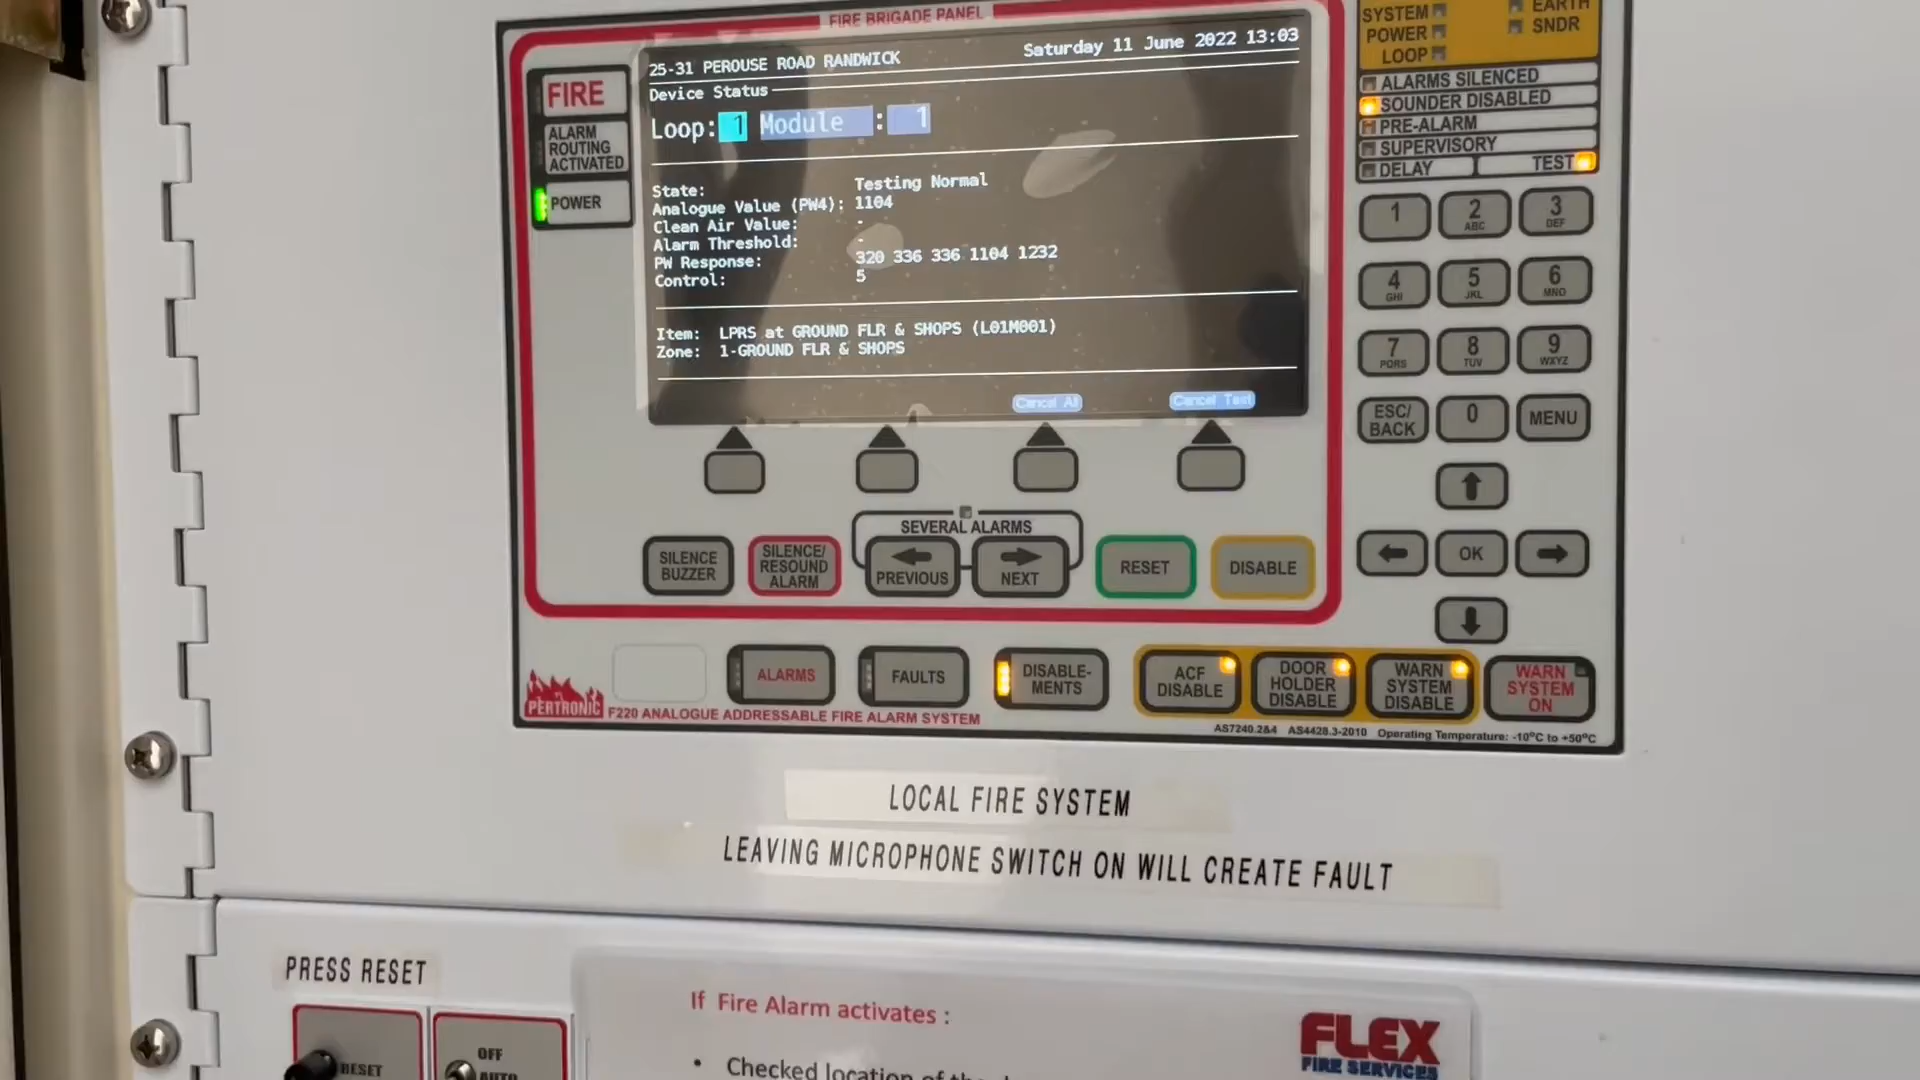 FIRE BRIGADE PANEL
25-31 PEROUSE ROAD RANDWICK
Saturday 11 June 2022 13:03
Device Status
Loop: 1 Module : 1
State: Testing Normal
Analogue Value (PW4): 1104
Clean Air Value: -
Alarm Threshold: -
PW Response: 320 336 336 1104 1232
Control: 5
Item: LPRS at GROUND FLR & SHOPS (L01M001)
Zone: 1-GROUND FLR & SHOPS
Cancel All
Cancel Test
FIRE
ALARM
ROUTING
ACTIVATED
POWER
SYSTEM
POWER
LOOP
EARTH
SNDR
ALARMS SILENCED
SOUNDER DISABLED
PRE-ALARM
SUPERVISORY
DELAY
TEST
1
2
ABC
3
DEF
4
GHI
5
JKL
6
MNO
7
PQRS
8
TUV
9
WXYZ
ESC/
BACK
0
MENU
OK
SEVERAL ALARMS
SILENCE
BUZZER
SILENCE/
RESOUND
ALARM
PREVIOUS
NEXT
RESET
DISABLE
ALARMS
FAULTS
DISABLE-
MENTS
ACF
DISABLE
DOOR
HOLDER
DISABLE
WARN
SYSTEM
DISABLE
WARN
SYSTEM
ON
PERTRONIC
F220 ANALOGUE ADDRESSABLE FIRE ALARM SYSTEM
AS7240.2&4 AS4428.3-2010 Operating Temperature: -10ºC to +50ºC
LOCAL FIRE SYSTEM
LEAVING MICROPHONE SWITCH ON WILL CREATE FAULT
PRESS RESET
RESET
OFF
AUTO
If Fire Alarm activates :
• Checked location of the
FLEX
FIRE SERVICES